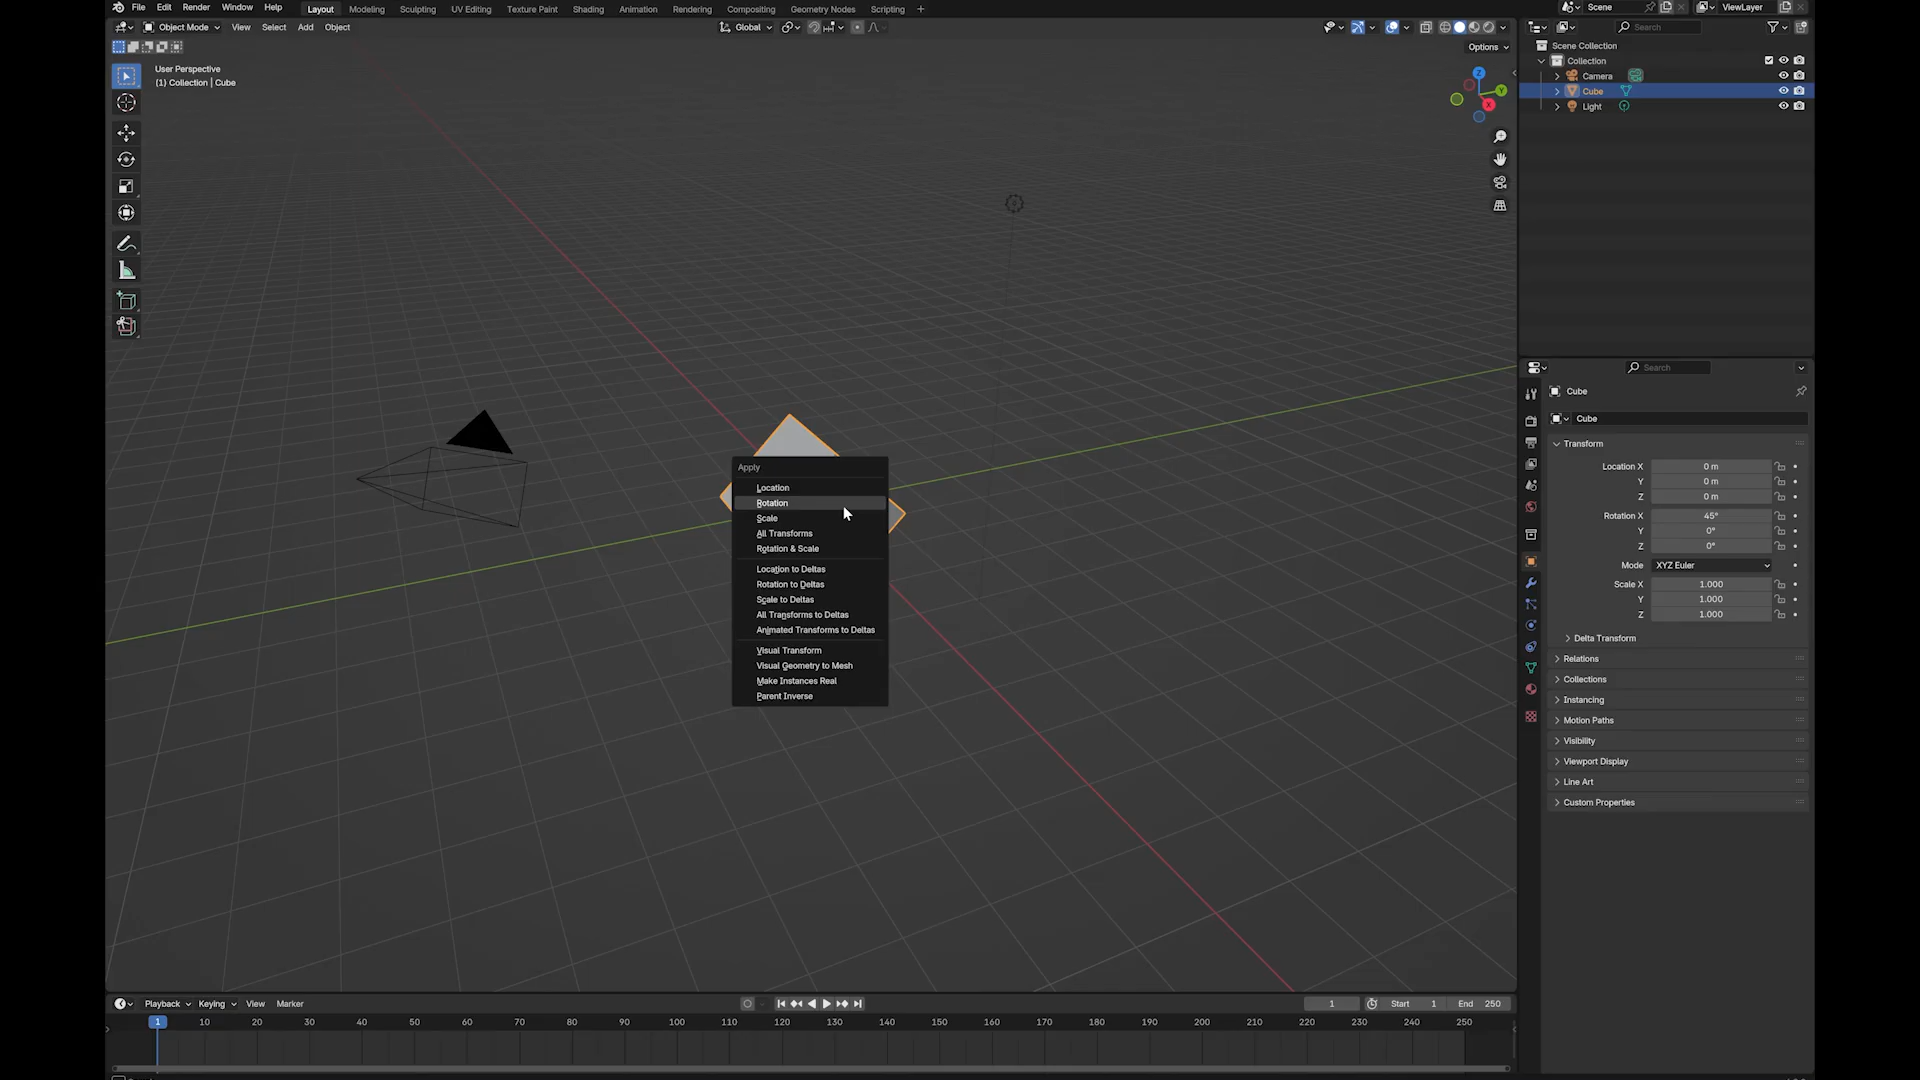 File Edit Render Window Help Layout Modeling Sculpting UV Editing Texture Paint Shading Animation Rendering Compositing Geometry Nodes Scripting + Scene ViewLayer
Object Mode View Select Add Object Global Search
Options
User Perspective
(1) Collection | Cube
Z
Y
X
Scene Collection
Collection
Camera
Cube
Light
Apply
Location
Rotation
Scale
All Transforms
Rotation & Scale
Location to Deltas
Rotation to Deltas
Scale to Deltas
All Transforms to Deltas
Animated Transforms to Deltas
Visual Transform
Visual Geometry to Mesh
Make Instances Real
Parent Inverse
Search
Cube
Cube
Transform
Location X 0 m
Y 0 m
Z 0 m
Rotation X 45°
Y 0°
Z 0°
Mode XYZ Euler
Scale X 1.000
Y 1.000
Z 1.000
Delta Transform
Relations
Collections
Instancing
Motion Paths
Visibility
Viewport Display
Line Art
Custom Properties
Playback Keying View Marker 1 Start 1 End 250
1 10 20 30 40 50 60 70 80 90 100 110 120 130 140 150 160 170 180 190 200 210 220 230 240 250